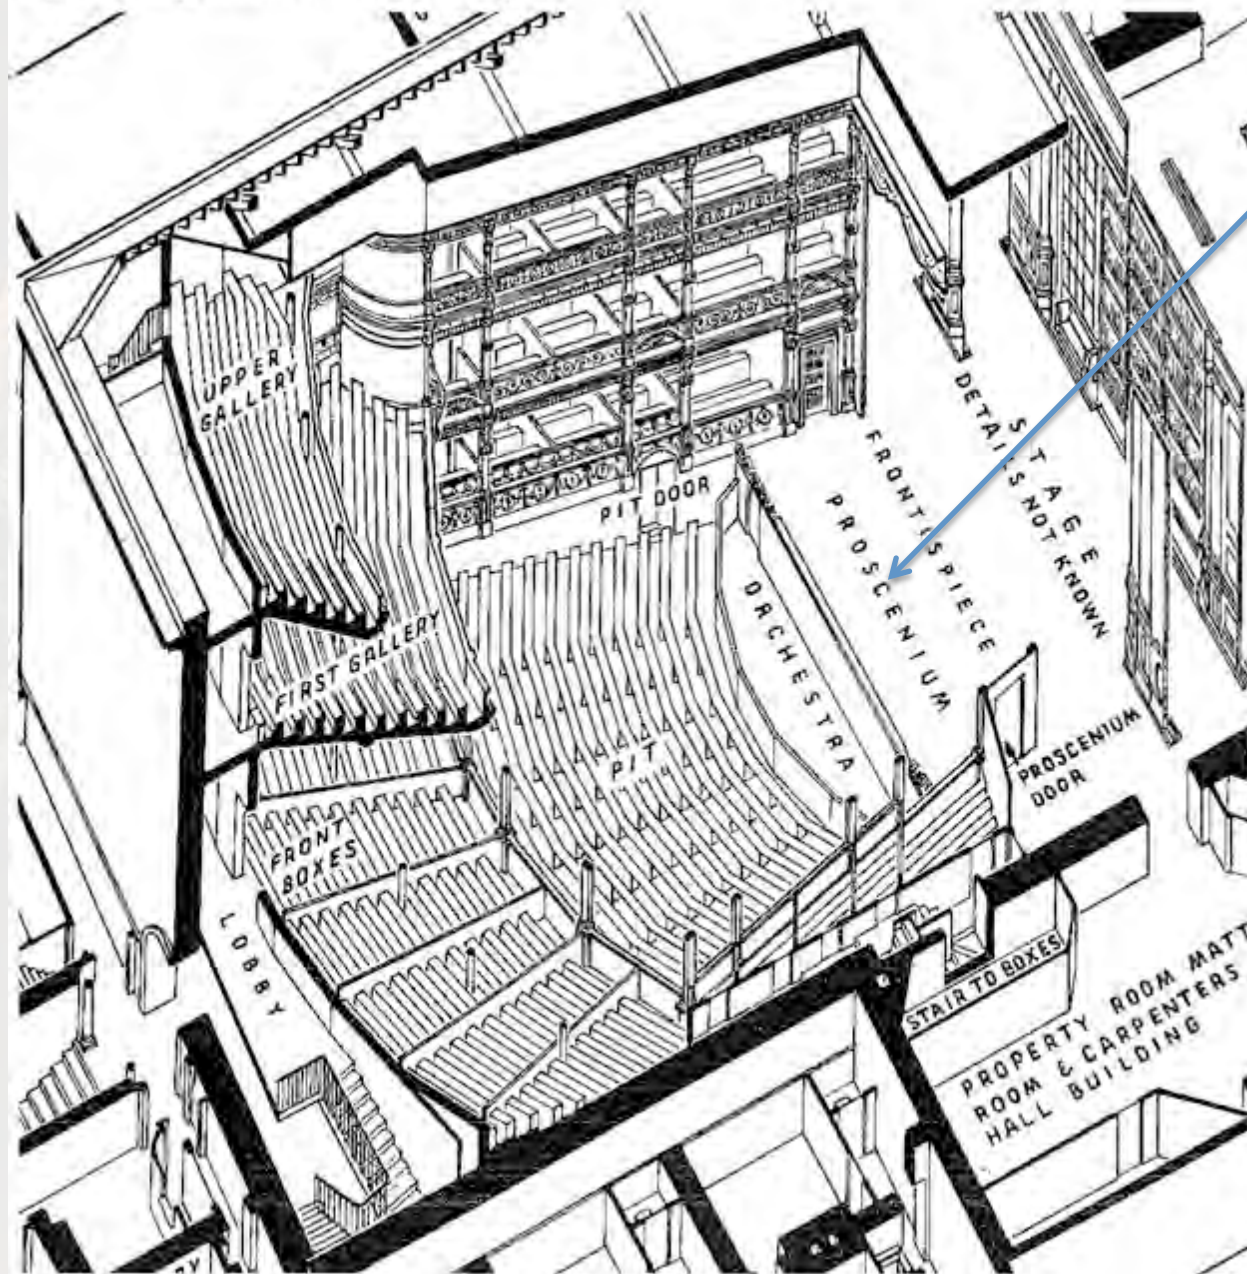 UPPER
GALLERY
PIT DOOR
FRONTISPIECE
PROSCENIUM
STAGE
DETAILS NOT KNOWN
ORCHESTRA
FIRST GALLERY
PIT
PROSCENIUM
DOOR
FRONT
BOXES
LOBBY
STAIR TO BOXES
PROPERTY ROOM MATT
ROOM & CARPENTERS
HALL BUILDING